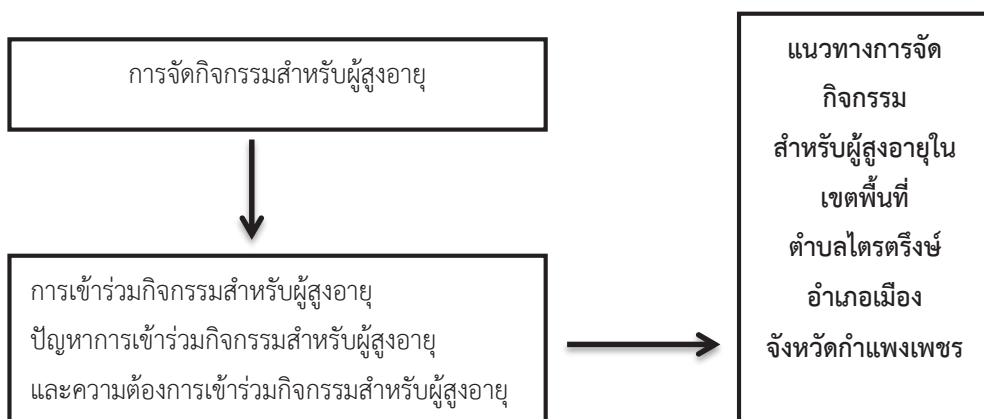 การจัดกิจกรรมสำหรับผู้สูงอายุ
การเข้าร่วมกิจกรรมสำหรับผู้สูงอายุ
ปัญหาการเข้าร่วมกิจกรรมสำหรับผู้สูงอายุ
และความต้องการเข้าร่วมกิจกรรมสำหรับผู้สูงอายุ
แนวทางการจัด
กิจกรรม
สำหรับผู้สูงอายุใน
เขตพื้นที่
ตำบลไตรตรึงษ์
อำเภอเมือง
จังหวัดกำแพงเพชร